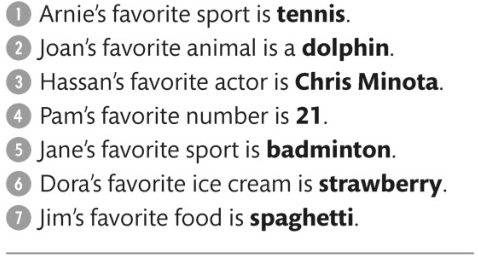 1 Arnie’s favorite sport is tennis.
2 Joan’s favorite animal is a dolphin.
3 Hassan’s favorite actor is Chris Minota.
4 Pam’s favorite number is 21.
5 Jane’s favorite sport is badminton.
6 Dora’s favorite ice cream is strawberry.
7 Jim’s favorite food is spaghetti.